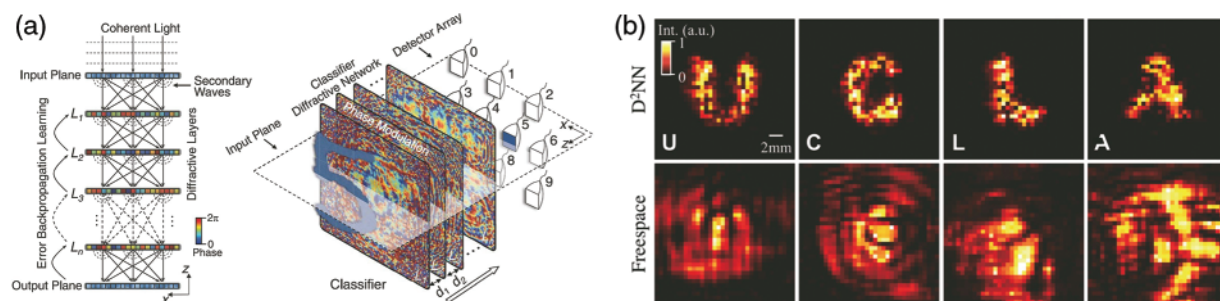 (a)
Coherent Light
Input Plane
Secondary
Waves
L1
L2
L3
Ln
Error Backpropagation Learning
Diffractive Layers
2π
0
Phase
Output Plane
z
Input Plane
Classifier
Diffractive Network
Phase Modulation
Detector Array
0
1
2
3
4
5
6
8
9
x
z
d1 d2
Classifier
(b)
Int. (a.u.)
1
0
D²NN
U
2mm
C
L
A
Freespace